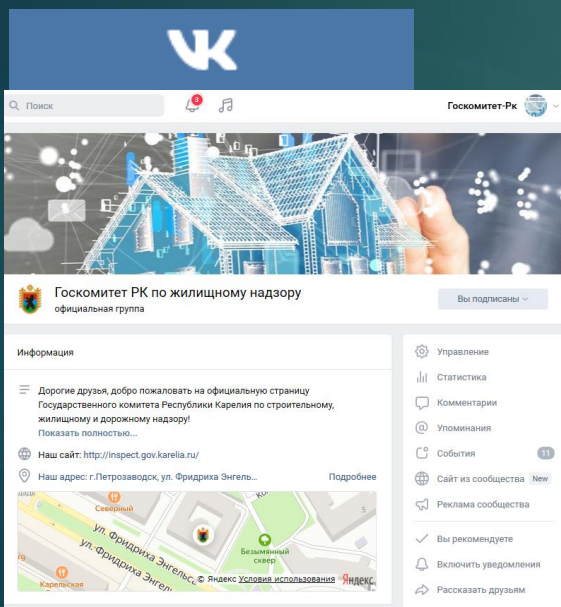 Поиск
3
Госкомитет-Рк
Госкомитет РК по жилищному надзору
официальная группа
Вы подписаны
Информация
Дорогие друзья, добро пожаловать на официальную страницу
Государственного комитета Республики Карелия по строительному,
жилищному и дорожному надзору!
Показать полностью...
Наш сайт: http://inspect.gov.karelia.ru/
Наш адрес: г.Петрозаводск, ул. Фридриха Энгель...
Подробнее
Северный
5
ул. Фридриха Энгельса
ул. Фридриха Энгел
Безымянный
сквер
Карельская
© Яндекс Условия использования Яндекс
Управление
Статистика
Комментарии
Упоминания
События 11
Сайт из сообщества New
Реклама сообщества
Вы рекомендуете
Включить уведомления
Рассказать друзьям